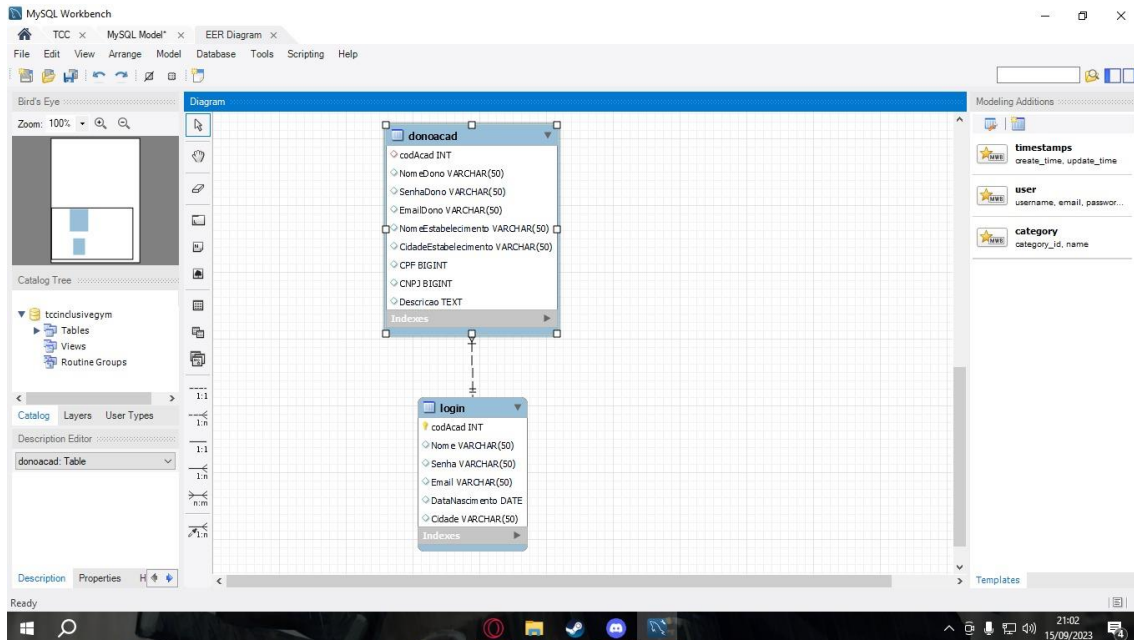 MySQL Workbench
TCC
MySQL Model*
EER Diagram
File Edit View Arrange Model Database Tools Scripting Help
Bird's Eye
Zoom: 100%
Catalog Tree
tccinclusivegym
Tables
Views
Routine Groups
Catalog Layers User Types
Description Editor
donoacad: Table
Description Properties H
Ready
1:1
1:n
1:1
1:n
n:m
1:n
Diagram
donoacad
codAcad INT
NomeDono VARCHAR(50)
SenhaDono VARCHAR(50)
EmailDono VARCHAR(50)
NomeEstabelecimento VARCHAR(50)
CidadeEstabelecimento VARCHAR(50)
CPF BIGINT
CNPJ BIGINT
Descricao TEXT
Indexes
login
codAcad INT
Nome VARCHAR(50)
Senha VARCHAR(50)
Email VARCHAR(50)
DataNascimento DATE
Cidade VARCHAR(50)
Indexes
Modeling Additions
timestamps
create_time, update_time
user
username, email, passwor...
category
category_id, name
Templates
21:02
15/09/2023